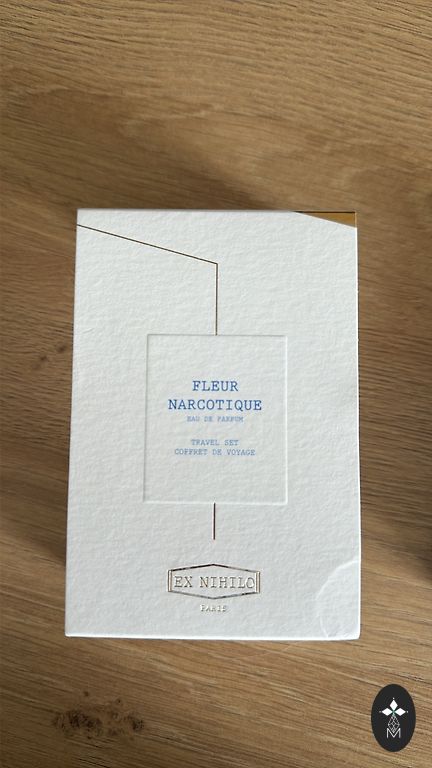 FLEUR
NARCOTIQUE
EAU DE PARFUM
TRAVEL SET
COFFRET DE VOYAGE
EX NIHILO
PARIS